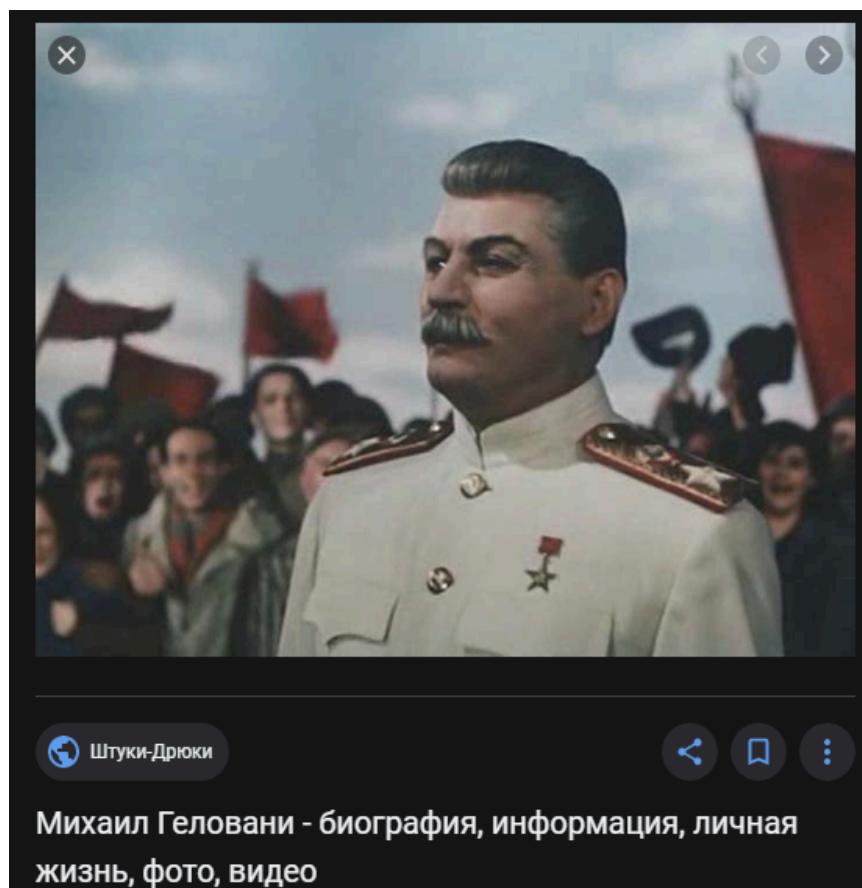 Штуки-Дрюки
Михаил Геловани - биография, информация, личная
жизнь, фото, видео